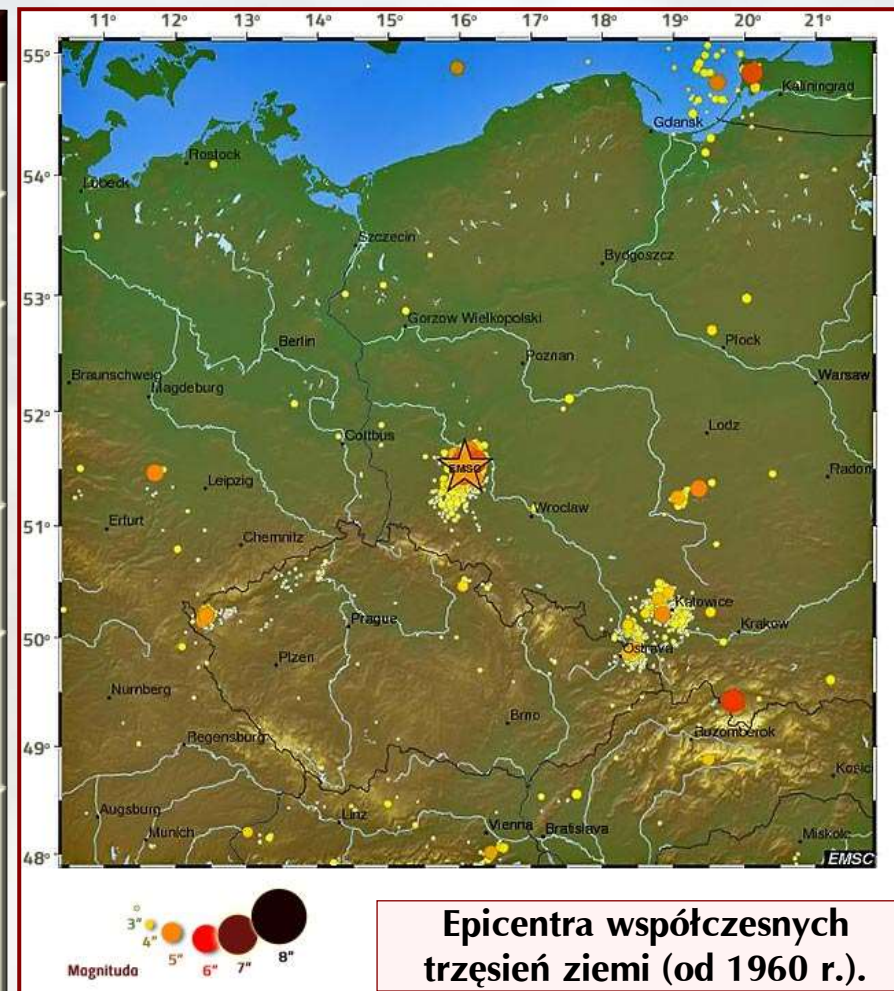 11° 12° 13° 14° 15° 16° 17° 18° 19° 20° 21°
55°
Kaliningrad
Gdansk
Rostock
54°
Lubeck
Szczecin
Bydgoszcz
53°
Gorzow Wielkopolski
Plock
Berlin
Poznan
Braunschweig
Magdeburg
Warsaw
52°
Lodz
Cottbus
EMSC
Radom
Leipzig
Wroclaw
51°
Erfurt
Chemnitz
Katowice
Prague
Krakow
50°
Ostrava
Plzen
Nurnberg
Brno
Ruzomberok
Regensburg
49°
Kosic
Augsburg
Linz
Vienna
Bratislava
Munich
Miskolc
48°
EMSC
3°
4°
5°
6°
7°
8°
Magnituda
Epicentra współczesnych
trzęsień ziemi (od 1960 r.).